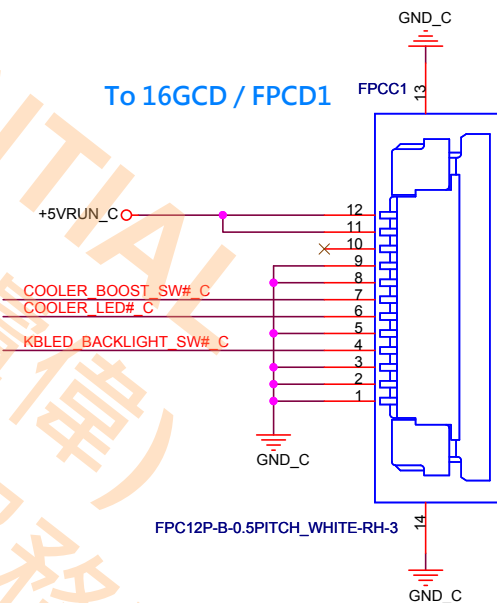 GND_C
To 16GCD / FPCD1
FPCC1
13
+5VRUN_C
12
11
10
9
8
COOLER_BOOST_SW#_C
7
COOLER_LED#_C
6
5
KBLED_BACKLIGHT_SW#_C
4
3
2
1
GND_C
FPC12P-B-0.5PITCH_WHITE-RH-3
14
GND_C